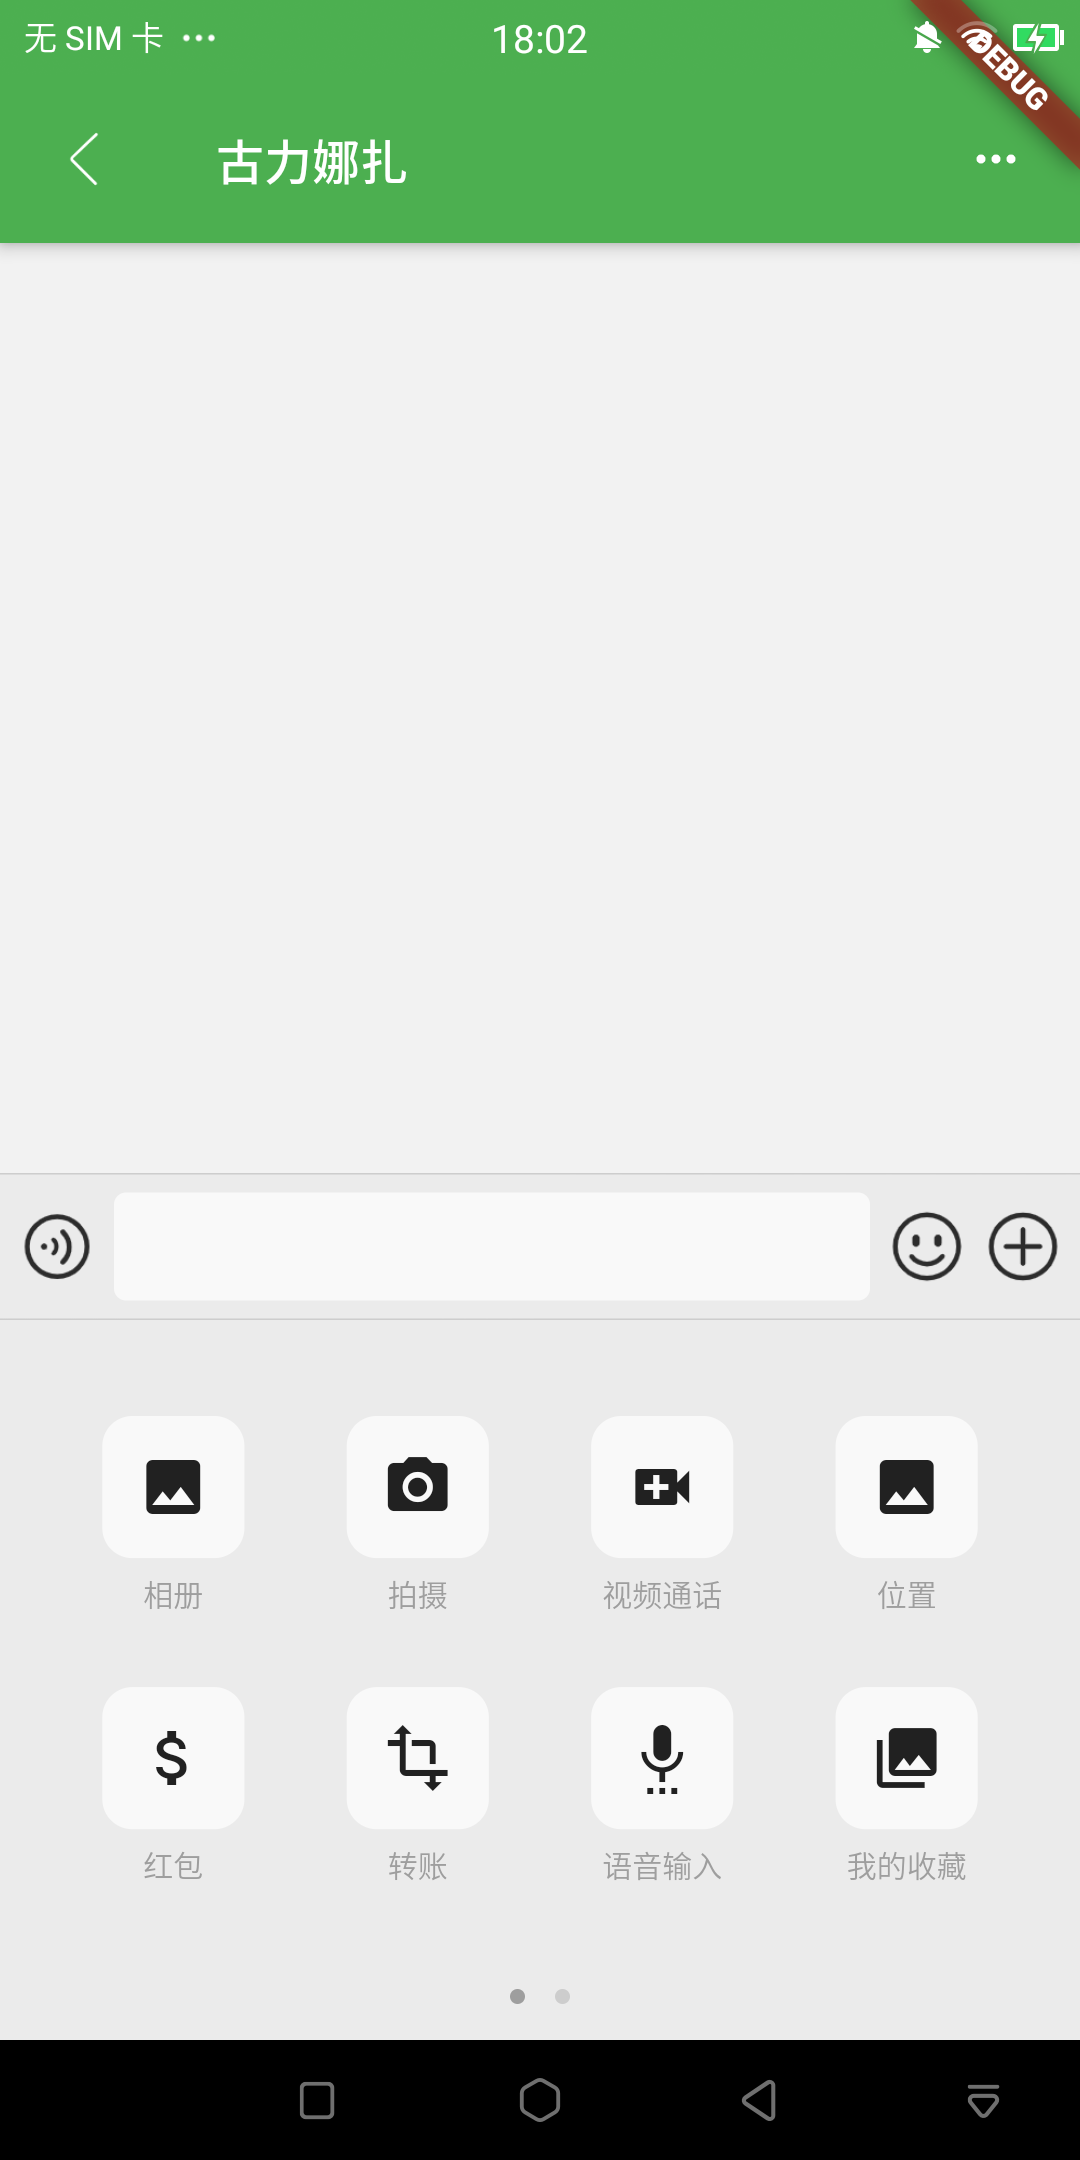 无 SIM 卡 ···
18:02
DEBUG
古力娜扎
相册
拍摄
视频通话
位置
红包
转账
语音输入
我的收藏